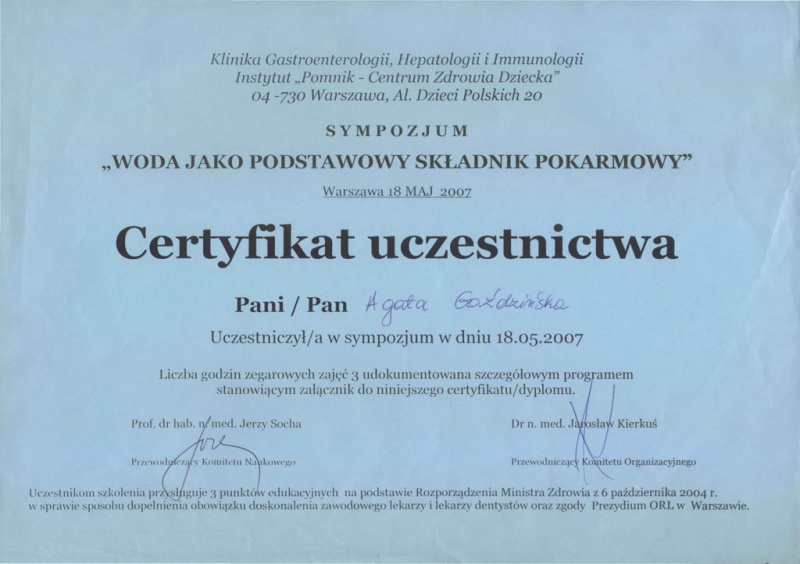 Klinika Gastroenterologii, Hepatologii i Immunologii
Instytut „Pomnik - Centrum Zdrowia Dziecka”
04 -730 Warszawa, Al. Dzieci Polskich 20
SYMPOZJUM
„WODA JAKO PODSTAWOWY SKŁADNIK POKARMOWY”
Warszawa 18 MAJ 2007
Certyfikat uczestnictwa
Pani / Pan Agata Goździńska
Uczestniczył/a w sympozjum w dniu 18.05.2007
Liczba godzin zegarowych zajęć 3 udokumentowana szczegółowym programem
stanowiącym załącznik do niniejszego certyfikatu/dyplomu.
Prof. dr hab. n. med. Jerzy Socha
Dr n. med. Jarosław Kierkuś
Przewodniczący Komitetu Naukowego
Przewodniczący Komitetu Organizacyjnego
Uczestnikom szkolenia przysługuje 3 punktów edukacyjnych na podstawie Rozporządzenia Ministra Zdrowia z 6 października 2004 r.
w sprawie sposobu dopełnienia obowiązku doskonalenia zawodowego lekarzy i lekarzy dentystów oraz zgody Prezydium ORL w Warszawie.